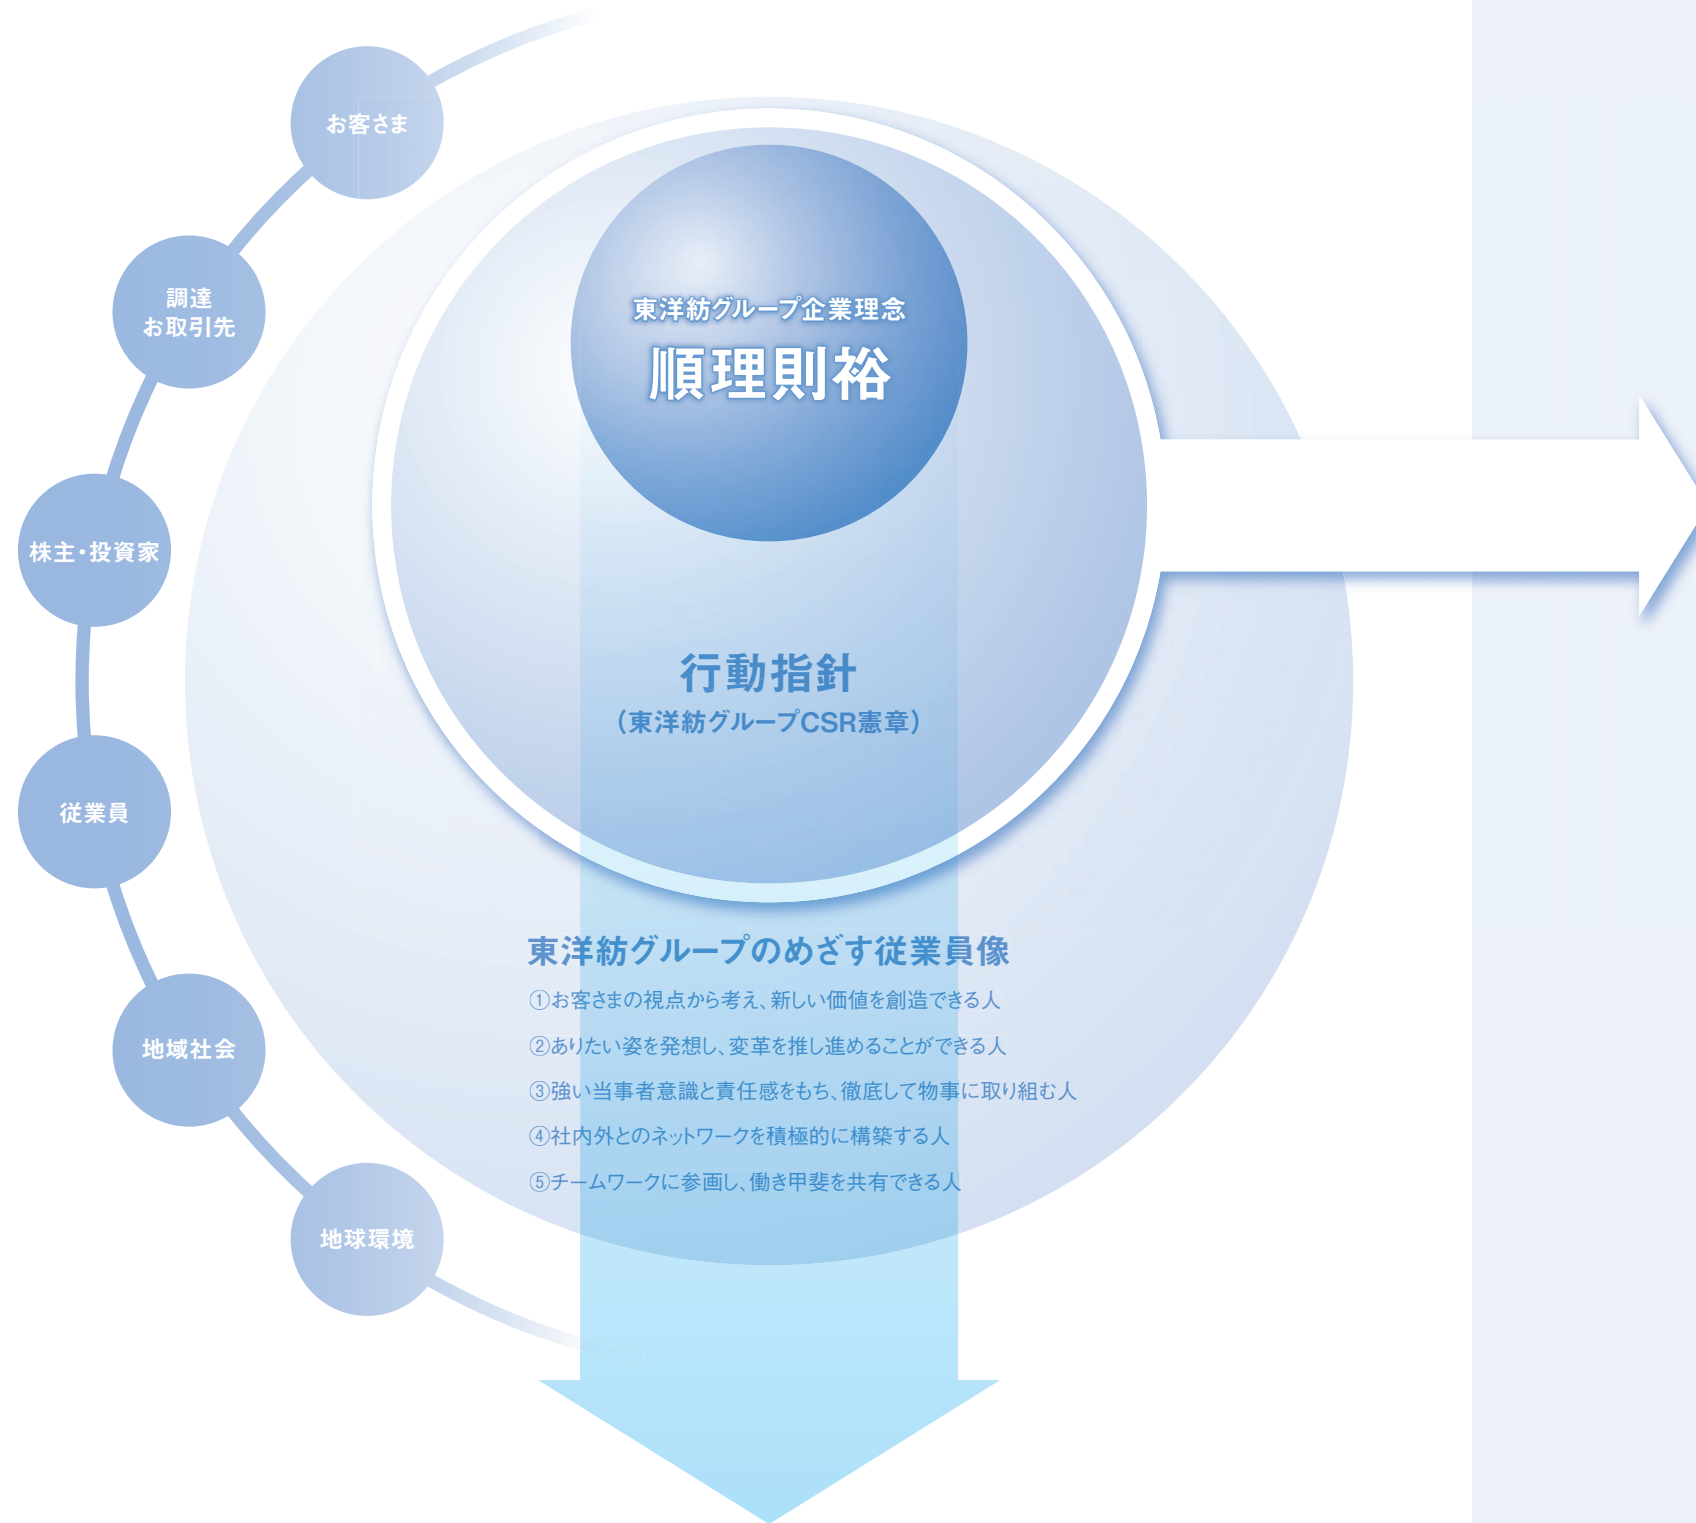 お客さま
調達
お取引先
株主・投資家
従業員
地域社会
地球環境
東洋紡グループ企業理念
順理則裕
行動指針
（東洋紡グループCSR憲章）
東洋紡グループのめざす従業員像
①お客さまの視点から考え、新しい価値を創造できる人
②ありたい姿を発想し、変革を推し進めることができる人
③強い当事者意識と責任感をもち、徹底して物事に取り組む人
④社内外とのネットワークを積極的に構築する人
⑤チームワークに参画し、働き甲斐を共有できる人